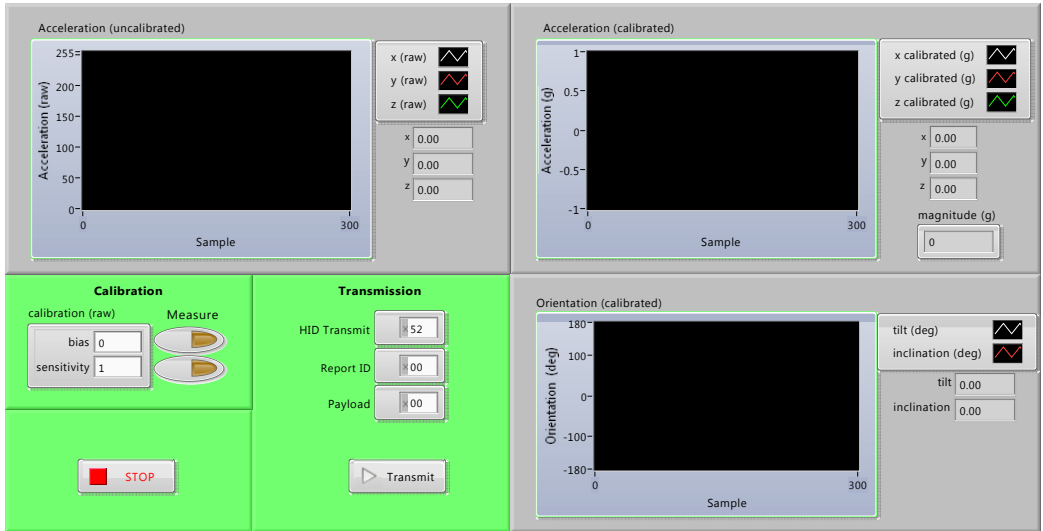 Acceleration (uncalibrated)
255
200
150
100
50
0
Acceleration (raw)
0
300
Sample
x (raw)
y (raw)
z (raw)
x 0.00
y 0.00
z 0.00
Acceleration (calibrated)
1
0.5
0
-0.5
-1
Acceleration (g)
0
300
Sample
x calibrated (g)
y calibrated (g)
z calibrated (g)
x 0.00
y 0.00
z 0.00
magnitude (g)
0
Calibration
calibration (raw)
Measure
bias 0
sensitivity 1
STOP
Transmission
HID Transmit x 52
Report ID x 00
Payload x 00
Transmit
Orientation (calibrated)
180
100
0
-100
-180
Orientation (deg)
0
300
Sample
tilt (deg)
inclination (deg)
tilt 0.00
inclination 0.00